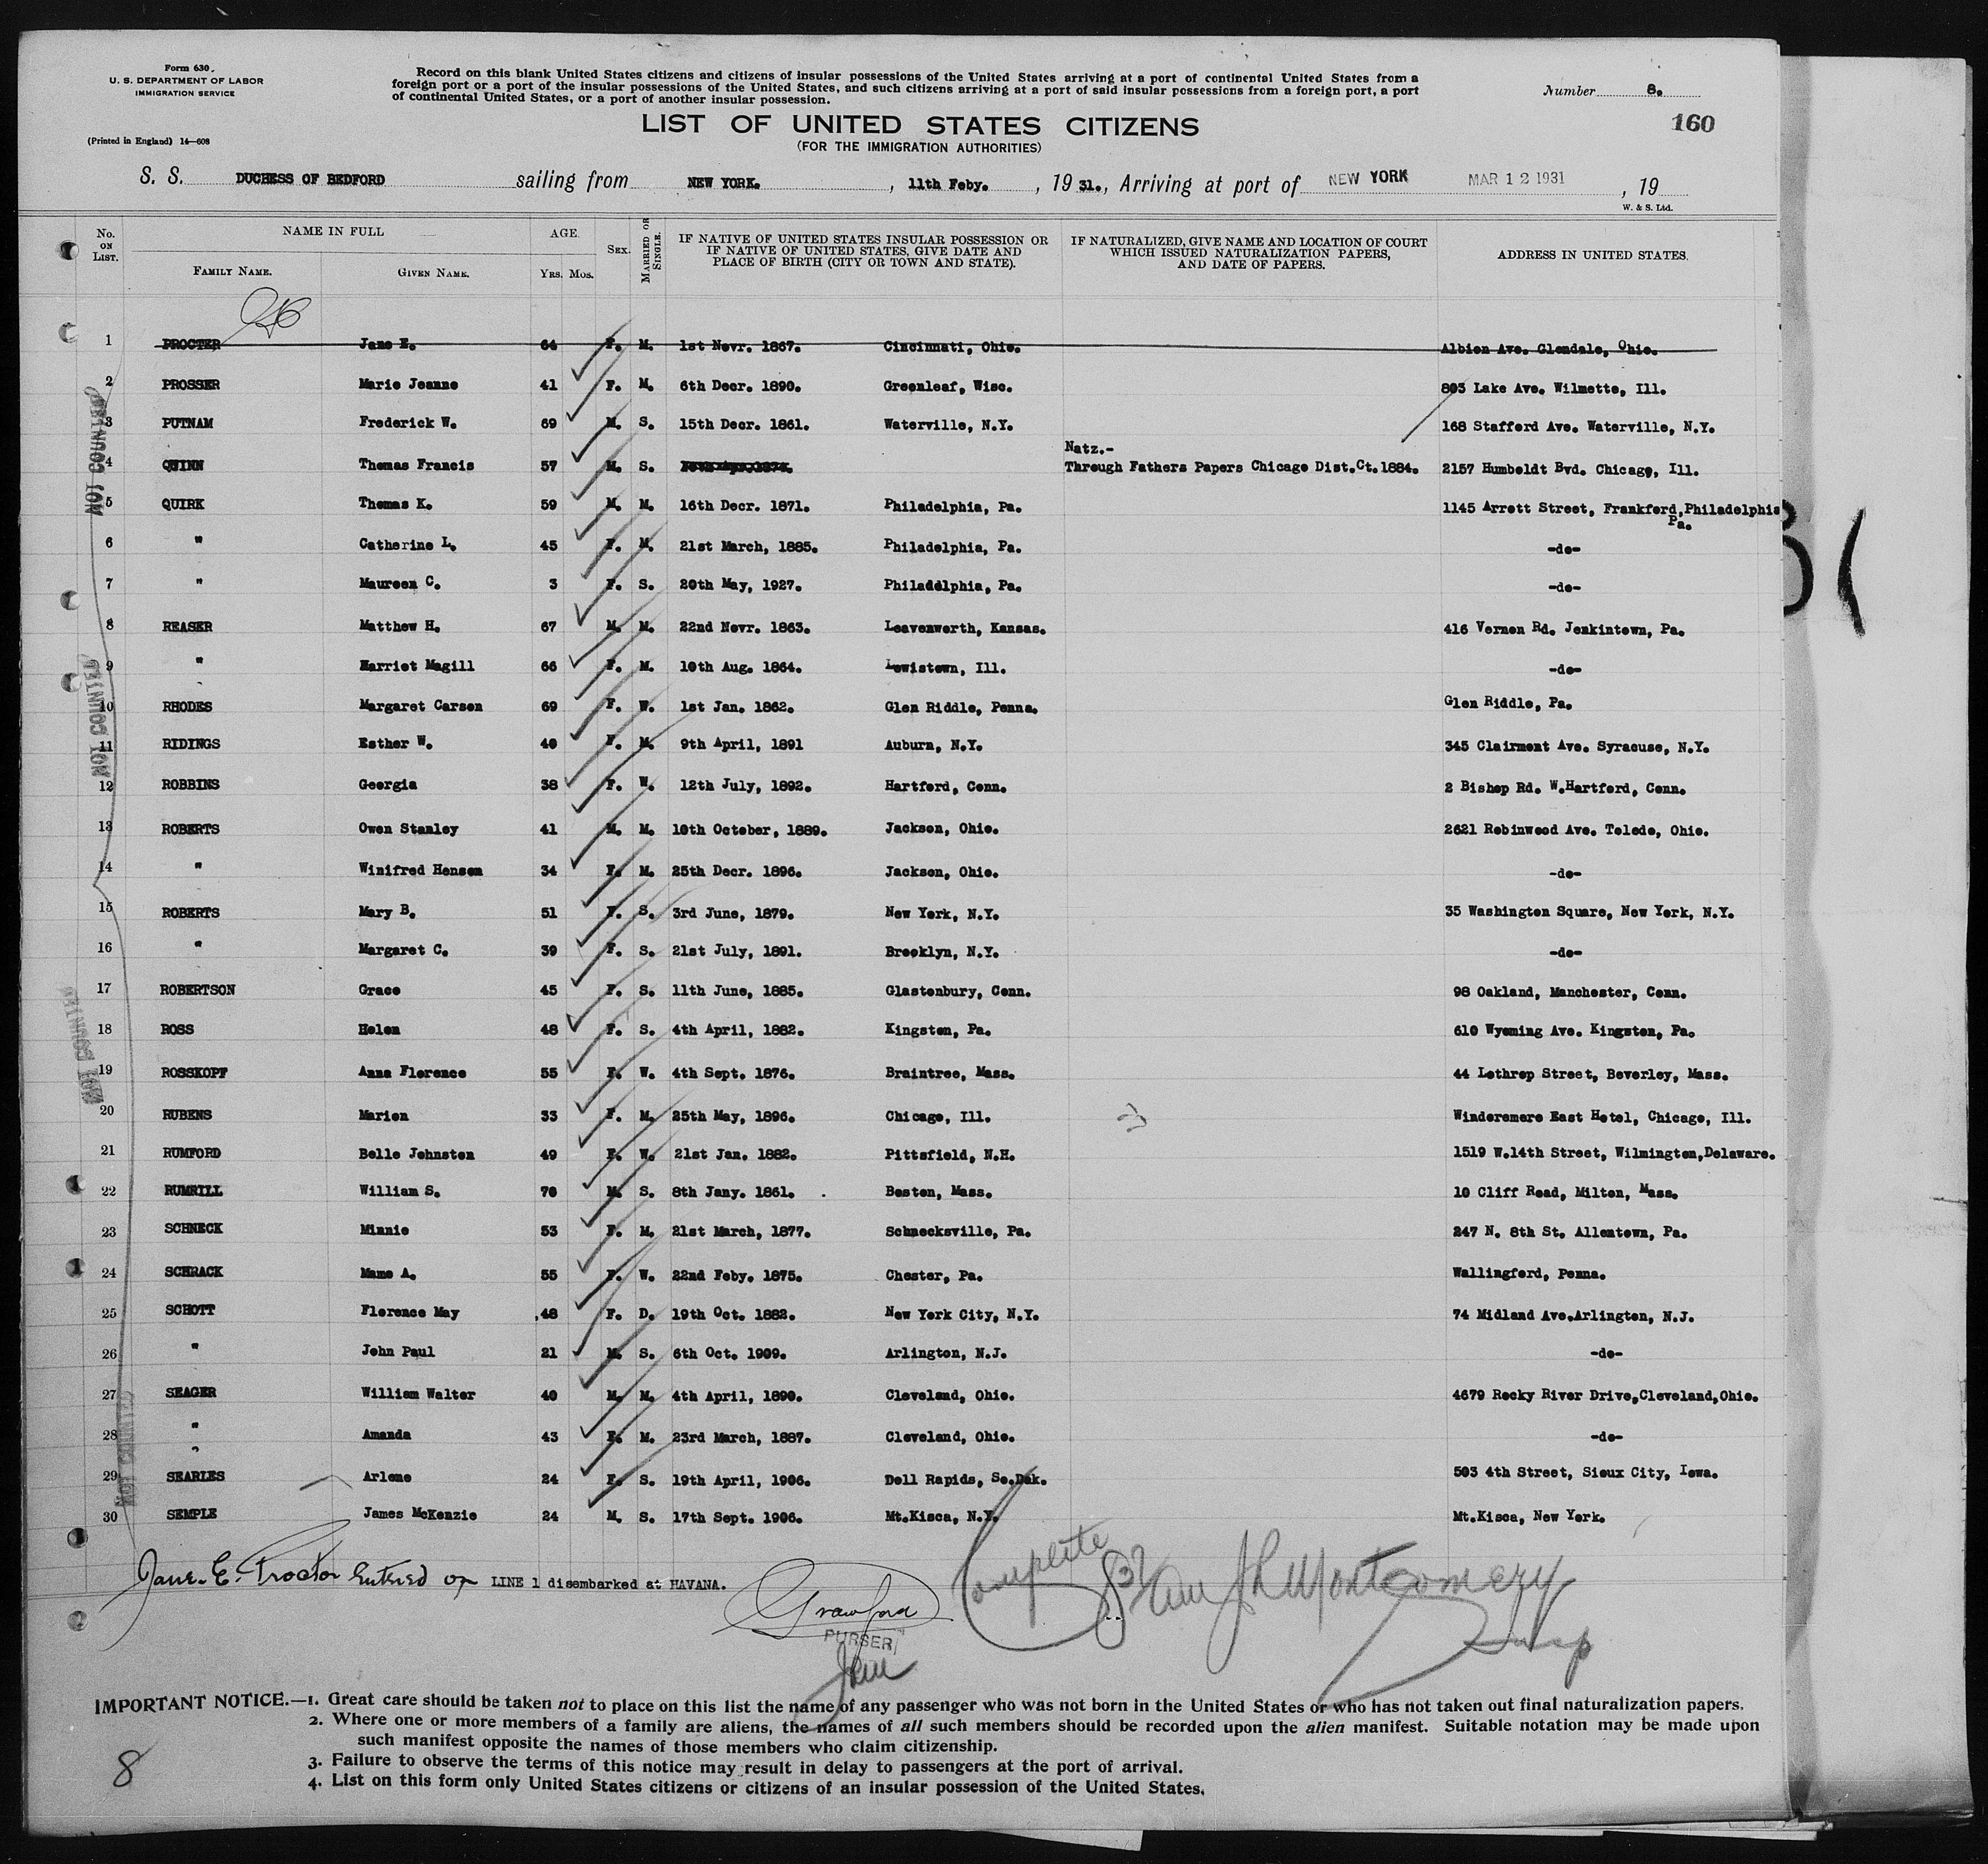 Form 630.
U. S. DEPARTMENT OF LABOR
IMMIGRATION SERVICE
(Printed in England) 14—608
Record on this blank United States citizens and citizens of insular possessions of the United States arriving at a port of continental United States from a
foreign port or a port of the insular possessions of the United States, and such citizens arriving at a port of said insular possessions from a foreign port, a port
of continental United States, or a port of another insular possession.
Number 8.
160
LIST OF UNITED STATES CITIZENS
(FOR THE IMMIGRATION AUTHORITIES)
S. S. DUCHESS OF BEDFORD sailing from NEW YORK. , 11th Feby. , 19 31., Arriving at port of NEW YORK MAR 12 1931 , 19
W. & S. Ltd.
No. ON LIST. NAME IN FULL AGE. SEX. MARRIED OR SINGLE. IF NATIVE OF UNITED STATES INSULAR POSSESSION OR IF NATIVE OF UNITED STATES, GIVE DATE AND PLACE OF BIRTH (CITY OR TOWN AND STATE). IF NATURALIZED, GIVE NAME AND LOCATION OF COURT WHICH ISSUED NATURALIZATION PAPERS, AND DATE OF PAPERS. ADDRESS IN UNITED STATES.
FAMILY NAME. GIVEN NAME. YRS. MOS.
1 PROCTER Jane E. 64 F. M. 1st Novr. 1867. Cincinnati, Ohio. Albion Ave. Glendale, Ohio.
2 PROSSER Marie Jeanne 41 F. M. 6th Decr. 1890. Greenleaf, Wisc. 803 Lake Ave. Wilmette, Ill.
3 PUTNAM Frederick W. 69 M. S. 15th Decr. 1861. Waterville, N.Y. 168 Stafford Ave. Waterville, N.Y.
4 QUINN Thomas Francis 57 M. S. Natz.- Through Fathers Papers Chicago Dist.Ct.1884. 2157 Humboldt Bvd. Chicago, Ill.
5 QUIRK Thomas K. 59 M. M. 16th Decr. 1871. Philadelphia, Pa. 1145 Arrott Street, Frankford,Philadelphia Pa.
6 " Catherine L. 45 F. M. 21st March, 1885. Philadelphia, Pa. -do-
7 " Maureen C. 3 F. S. 20th May, 1927. Philadelphia, Pa. -do-
8 REASER Matthew H. 67 M. M. 22nd Novr. 1863. Leavenworth, Kansas. 416 Vernon Rd. Jenkintown, Pa.
9 " Harriet Magill 66 F. M. 10th Aug. 1864. Lewistown, Ill. -do-
10 RHODES Margaret Carson 69 F. W. 1st Jan. 1862. Glen Riddle, Penna. Glen Riddle, Pa.
11 RIDINGS Esther W. 40 F. M. 9th April, 1891 Auburn, N.Y. 345 Clairmont Ave. Syracuse, N.Y.
12 ROBBINS Georgia 38 F. W. 12th July, 1892. Hartford, Conn. 2 Bishop Rd. W.Hartford, Conn.
13 ROBERTS Owen Stanley 41 M. M. 10th October, 1889. Jackson, Ohio. 2621 Robinwood Ave. Toledo, Ohio.
14 " Winifred Henson 34 F. M. 25th Decr. 1896. Jackson, Ohio. -do-
15 ROBERTS Mary B. 51 F. S. 3rd June, 1879. New York, N.Y. 35 Washington Square, New York, N.Y.
16 " Margaret C. 39 F. S. 21st July, 1891. Brooklyn, N.Y. -do-
17 ROBERTSON Grace 45 F. S. 11th June, 1885. Glastonbury, Conn. 98 Oakland, Manchester, Conn.
18 ROSS Helen 48 F. S. 4th April, 1882. Kingston, Pa. 610 Wyoming Ave. Kingston, Pa.
19 ROSSKOPF Anna Florence 55 F. W. 4th Sept. 1876. Braintree, Mass. 44 Lothrop Street, Beverley, Mass.
20 RUBENS Marion 33 F. M. 25th May, 1896. Chicago, Ill. Winderemere East Hotel, Chicago, Ill.
21 RUMFORD Belle Johnston 49 F. W. 21st Jan. 1882. Pittsfield, N.H. 1519 W.14th Street, Wilmington,Delaware.
22 RUMRILL William S. 70 M. S. 8th Jany. 1861. Boston, Mass. 10 Cliff Road, Milton, Mass.
23 SCHNECK Minnie 53 F. M. 21st March, 1877. Schnecksville, Pa. 247 N. 8th St. Allentown, Pa.
24 SCHRACK Mame A. 55 F. W. 22nd Feby. 1875. Chester, Pa. Wallingford, Penna.
25 SCHOTT Florence May 48 F. D. 19th Oct. 1882. New York City, N.Y. 74 Midland Ave.Arlington, N.J.
26 " John Paul 21 M. S. 6th Oct. 1909. Arlington, N.J. -do-
27 SEAGER William Walter 40 M. M. 4th April, 1890. Cleveland, Ohio. 4679 Rocky River Drive,Cleveland,Ohio.
28 " Amanda 43 F. M. 23rd March, 1887. Cleveland, Ohio. -do-
29 SEARLES Arlene 24 F. S. 19th April, 1906. Dell Rapids, So.Dak. 503 4th Street, Sioux City, Iowa.
30 SEMPLE James McKenzie 24 M. S. 17th Sept. 1906. Mt.Kisco, N.Y. Mt.Kisco, New York.
NOT COUNTED
NOT COUNTED
NOT COUNTED
NOT COUNTED
Jane. E. Proctor Entered on LINE 1 disembarked at HAVANA.
Crawford
PURSER
Complete
Montgomery
Insp
IMPORTANT NOTICE.—1. Great care should be taken not to place on this list the name of any passenger who was not born in the United States or who has not taken out final naturalization papers.
2. Where one or more members of a family are aliens, the names of all such members should be recorded upon the alien manifest. Suitable notation may be made upon
such manifest opposite the names of those members who claim citizenship.
3. Failure to observe the terms of this notice may result in delay to passengers at the port of arrival.
4. List on this form only United States citizens or citizens of an insular possession of the United States.
8